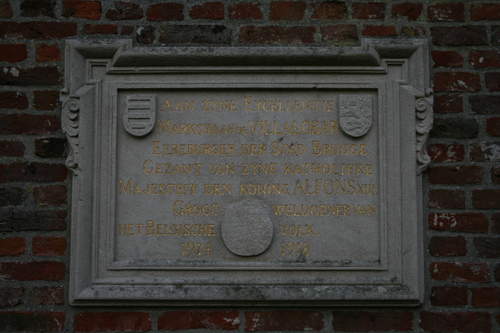 AAN ZYNE EXCELLENTIE
MARKIES VAN VILLALOBAR
EEREBURGER DER STAD BRUGGE
GEZANT VAN ZYNE KATHOLIEKE
MAJESTEIT DEN KONING ALFONS XIII
GROOT WELDOENER VAN
HET BELGISCHE VOLK
1914 1918